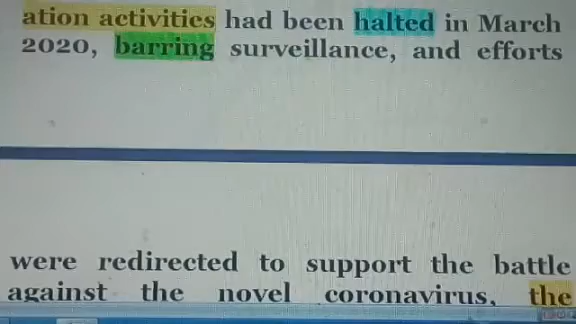 ation activities had been halted in March
2020, barring surveillance, and efforts
were redirected to support the battle
against the novel coronavirus, the